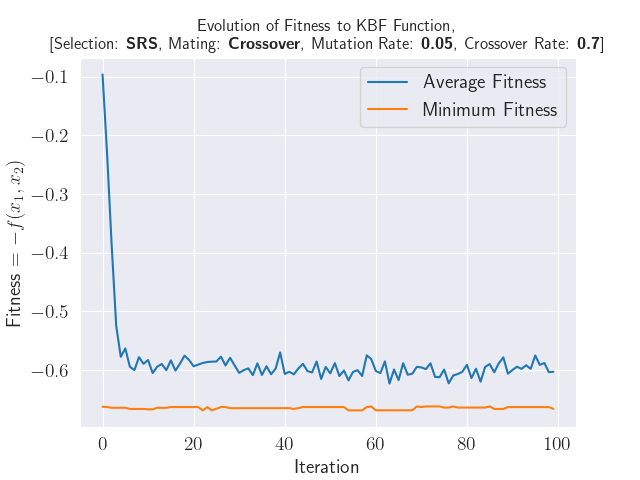 Evolution of Fitness to KBF Function,
[Selection: SRS, Mating: Crossover, Mutation Rate: 0.05, Crossover Rate: 0.7]
Average Fitness
Minimum Fitness
−0.1
−0.2
−0.3
−0.4
−0.5
−0.6
Fitness = −f(x₁, x₂)
0 20 40 60 80 100
Iteration